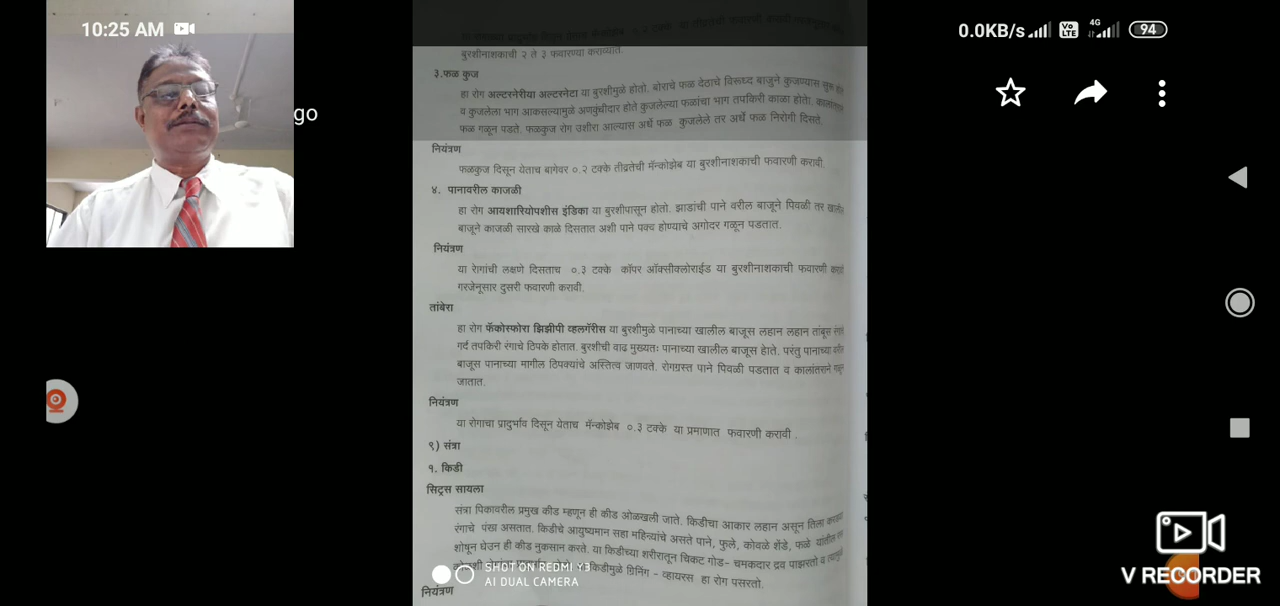 10:25 AM
0.0KB/s
Vo LTE
4G
94
go
बुरशीनाशकाची २ ते ३ फवारण्या कराव्यात.
३.फळ कुज
हा रोग अल्टरनेरीया अल्टरनेटा या बुरशीमुळे होतो. बोराचे फळ देठाचे विरूध्द बाजुने कुजण्यास
व कुजलेला भाग आकसल्यामुळे अणकुंचीदार होते कुजलेल्या फळांचा भाग तपकिरी काळा होतो.
फळ गळून पडते. फळकुज रोग उशीरा आल्यास अर्धे फळ कुजलेले तर अर्धे फळ निरोगी दिसते.
नियंत्रण
फळकुज दिसून येताच बागेवर ०.२ टक्के तीव्रतेची मॅन्कोझेब या बुरशीनाशकाची फवारणी करावी.
४. पानावरील काजळी
हा रोग आयशारियोपशीस इंडिका या बुरशीपासून होतो. झाडांची पाने वरील बाजूने पिवळी तर खालील
बाजूने काजळी सारखे काळे दिसतात अशी पाने पक्व होण्याचे अगोदर गळून पडतात.
नियंत्रण
या रोगांची लक्षणे दिसताच ०.३ टक्के कॉपर ऑक्सीक्लोराईड या बुरशीनाशकाची फवारणी करावी
गरजेनूसार दुसरी फवारणी करावी.
तांबेरा
हा रोग फॅकोस्फोरा झिझीपी व्हलगॅरीस या बुरशीमुळे पानाच्या खालील बाजूस लहान लहान तांबूस
गर्द तपकिरी रंगाचे ठिपके होतात. बुरशीची वाढ मुख्यतः पानाच्या खालील बाजूस होते. परंतु पानाच्या वरील
बाजूस पानाच्या मागील ठिपक्यांचे अस्तित्व जाणवते. रोगग्रस्त पाने पिवळी पडतात व कालांतराने
जातात.
नियंत्रण
या रोगाचा प्रादुर्भाव दिसून येताच मॅन्कोझेब ०.३ टक्के या प्रमाणात फवारणी करावी .
९) संत्रा
१. किडी
सिट्रस सायला
संत्रा पिकावरील प्रमुख कीड म्हणून ही कीड ओळखली जाते. किडीचा आकार लहान असून तिला
रंगाचे पंखा असतात. किडीचे आयुष्यमान सहा महिन्यांचे असते पाने, फुले, कोवळे शेंडे, फळे
शोषून घेउन ही कीड नुकसान करते. या किडीच्या शरीरातून चिकट गोड- चमकदार द्रव पाझरतो व
किडीमुळे ग्रिनिंग - व्हायरस हा रोग पसरतो.
नियंत्रण
SHOT ON REDMI Y3
AI DUAL CAMERA
V RECORDER